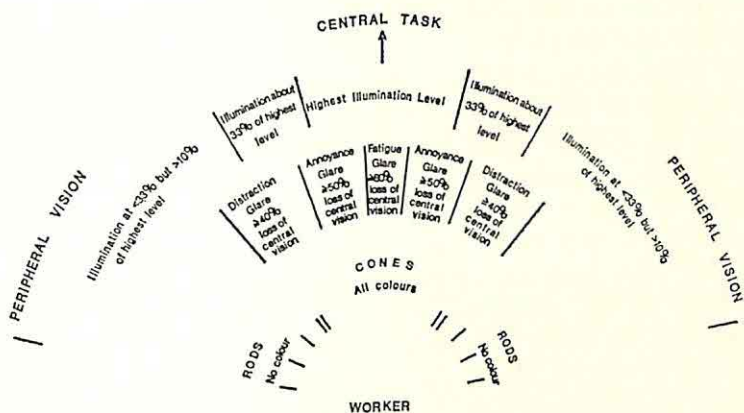 CENTRAL TASK
Illumination about
33% of highest
level
Highest Illumination Level
Illumination about
33% of highest
level
PERIPHERAL VISION
Illumination at <33% but >10%
of highest level
Distraction
Glare
≥40%
loss of
central
vision
Annoyance
Glare
≥50%
loss of
central
vision
Fatigue
Glare
≥60%
loss of
central
vision
Annoyance
Glare
≥50%
loss of
central
vision
Distraction
Glare
≥40%
loss of
central
vision
Illumination at <33% but >10%
of highest level
PERIPHERAL VISION
CONES
All colours
RODS
No colour
RODS
No colour
WORKER